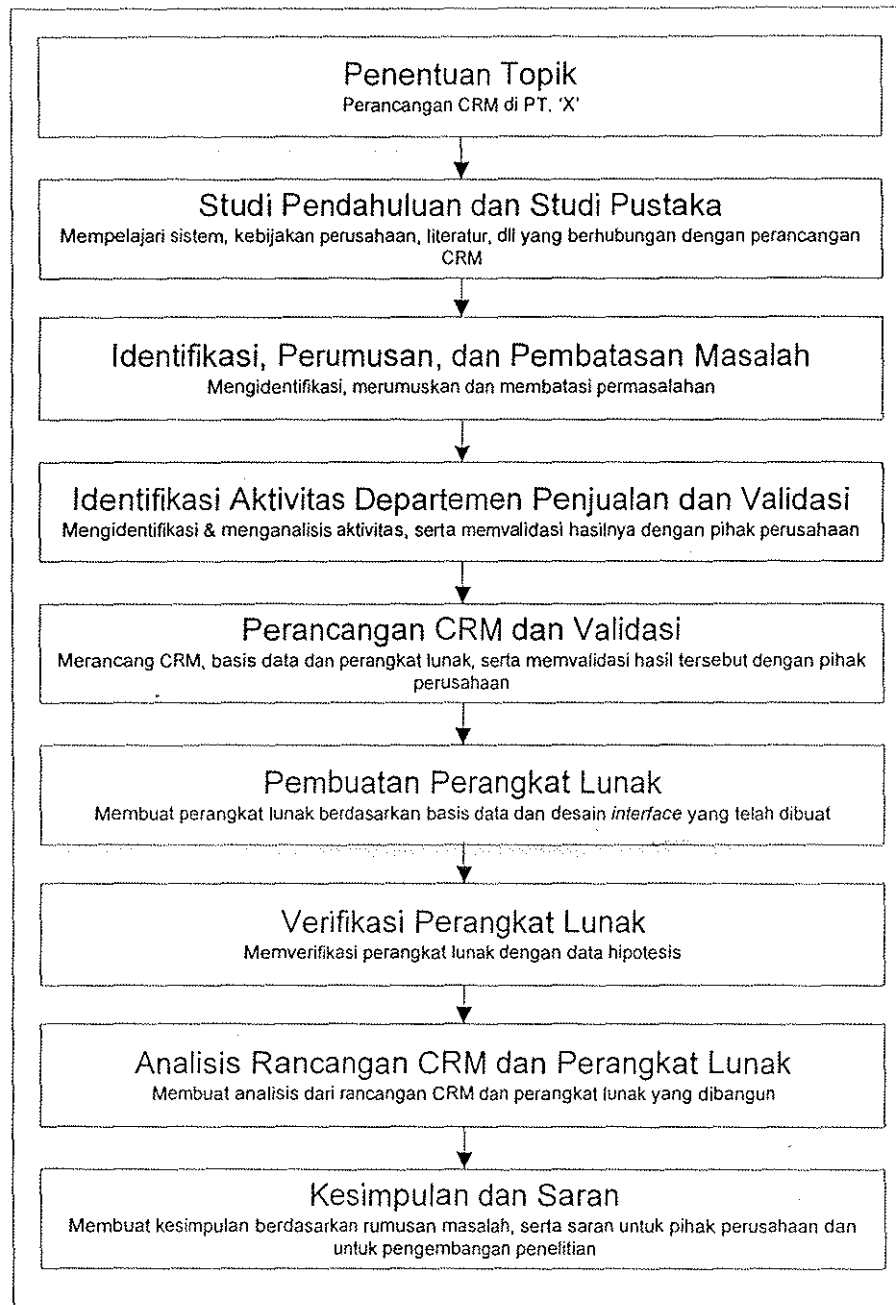 Penentuan Topik
Perancangan CRM di PT. 'X'
Studi Pendahuluan dan Studi Pustaka
Mempelajari sistem, kebijakan perusahaan, literatur, dll yang berhubungan dengan perancangan
CRM
Identifikasi, Perumusan, dan Pembatasan Masalah
Mengidentifikasi, merumuskan dan membatasi permasalahan
Identifikasi Aktivitas Departemen Penjualan dan Validasi
Mengidentifikasi & menganalisis aktivitas, serta memvalidasi hasilnya dengan pihak perusahaan
Perancangan CRM dan Validasi
Merancang CRM, basis data dan perangkat lunak, serta memvalidasi hasil tersebut dengan pihak
perusahaan
Pembuatan Perangkat Lunak
Membuat perangkat lunak berdasarkan basis data dan desain interface yang telah dibuat
Verifikasi Perangkat Lunak
Memverifikasi perangkat lunak dengan data hipotesis
Analisis Rancangan CRM dan Perangkat Lunak
Membuat analisis dari rancangan CRM dan perangkat lunak yang dibangun
Kesimpulan dan Saran
Membuat kesimpulan berdasarkan rumusan masalah, serta saran untuk pihak perusahaan dan
untuk pengembangan penelitian